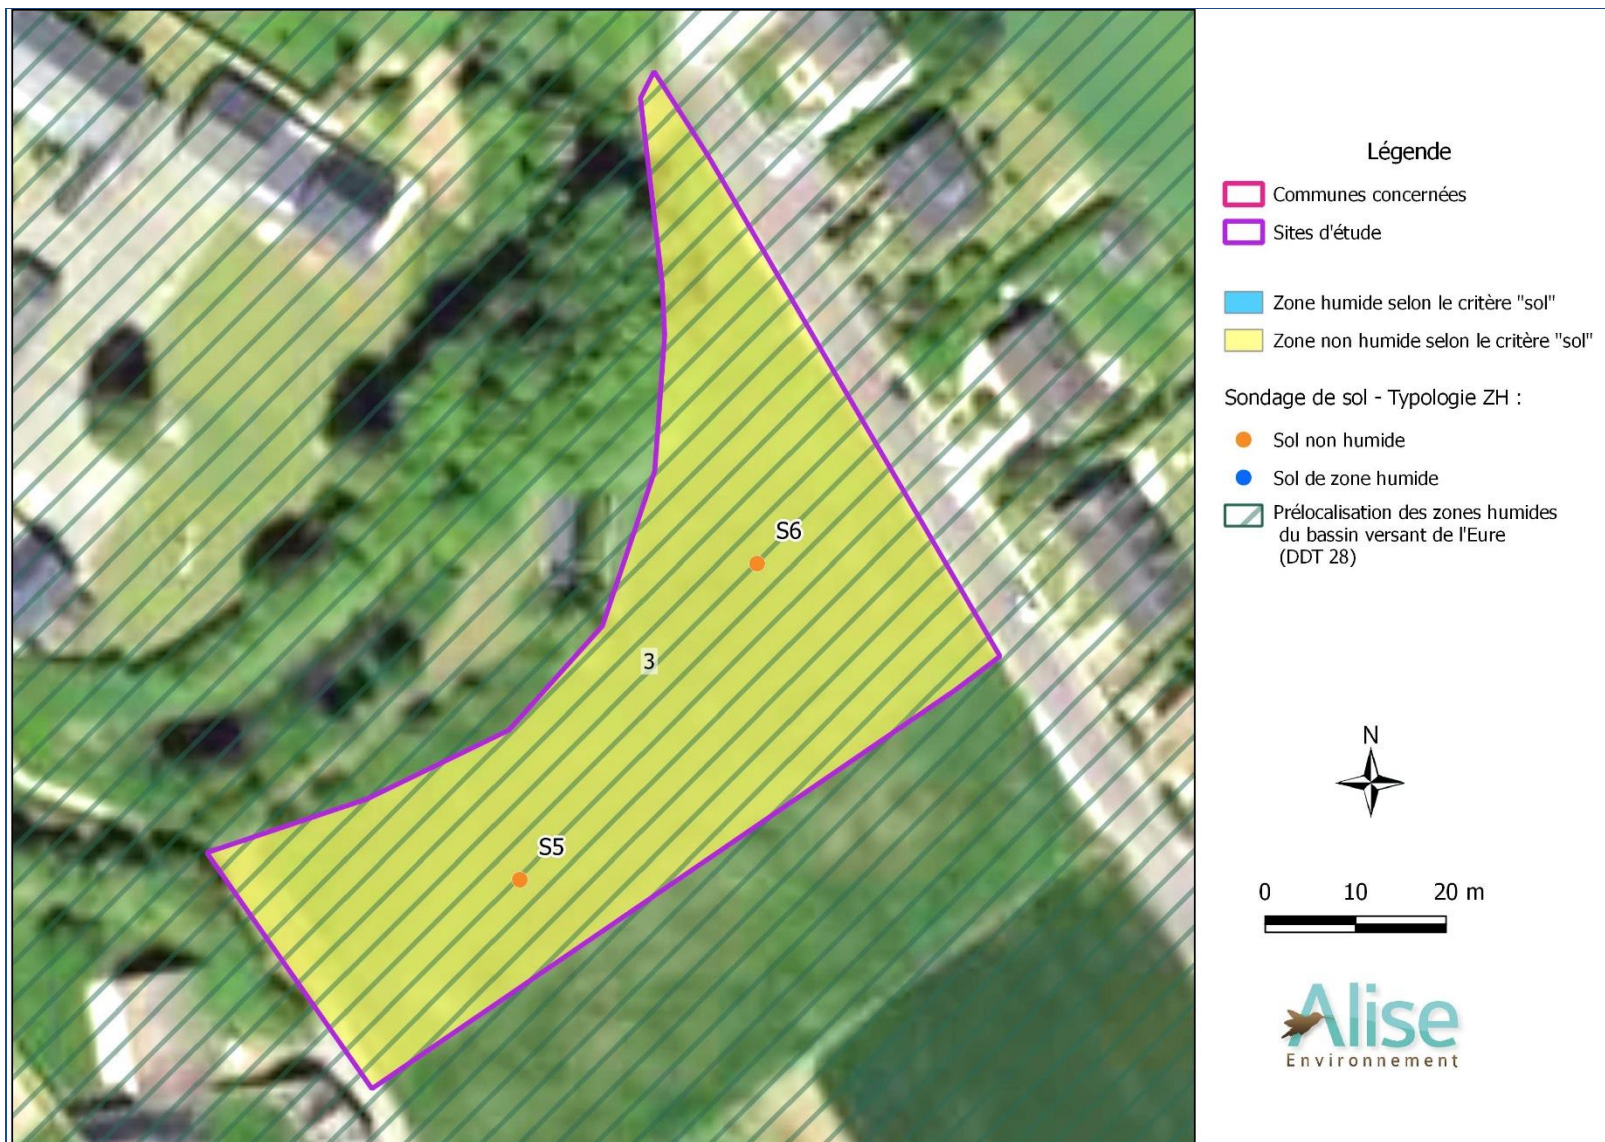 Légende
Communes concernées
Sites d'étude
Zone humide selon le critère "sol"
Zone non humide selon le critère "sol"
Sondage de sol - Typologie ZH :
Sol non humide
Sol de zone humide
Prélocalisation des zones humides
du bassin versant de l'Eure
(DDT 28)
S6
3
S5
N
0 10 20 m
Alise
Environnement